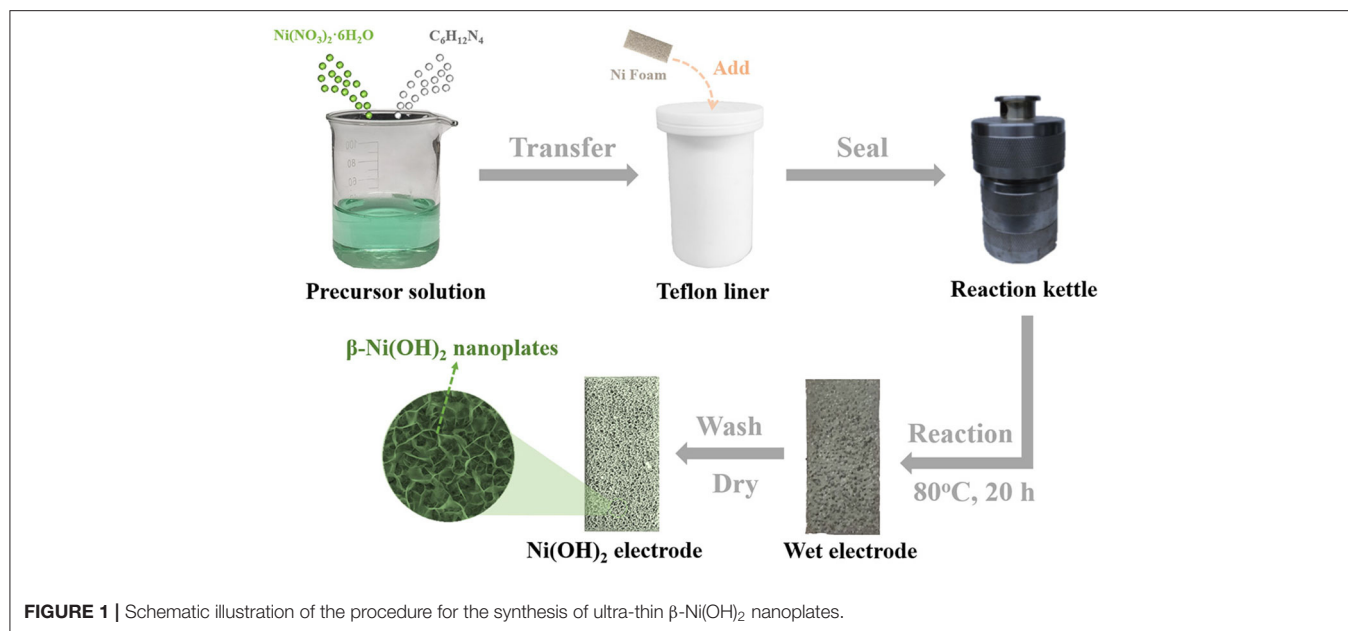 Ni(NO₃)₂·6H₂O
C₆H₁₂N₄
Ni Foam
Add
Transfer
Seal
Precursor solution
Teflon liner
Reaction kettle
β-Ni(OH)₂ nanoplates
Wash
Dry
Reaction
80°C, 20 h
Ni(OH)₂ electrode
Wet electrode
FIGURE 1 | Schematic illustration of the procedure for the synthesis of ultra-thin β-Ni(OH)₂ nanoplates.